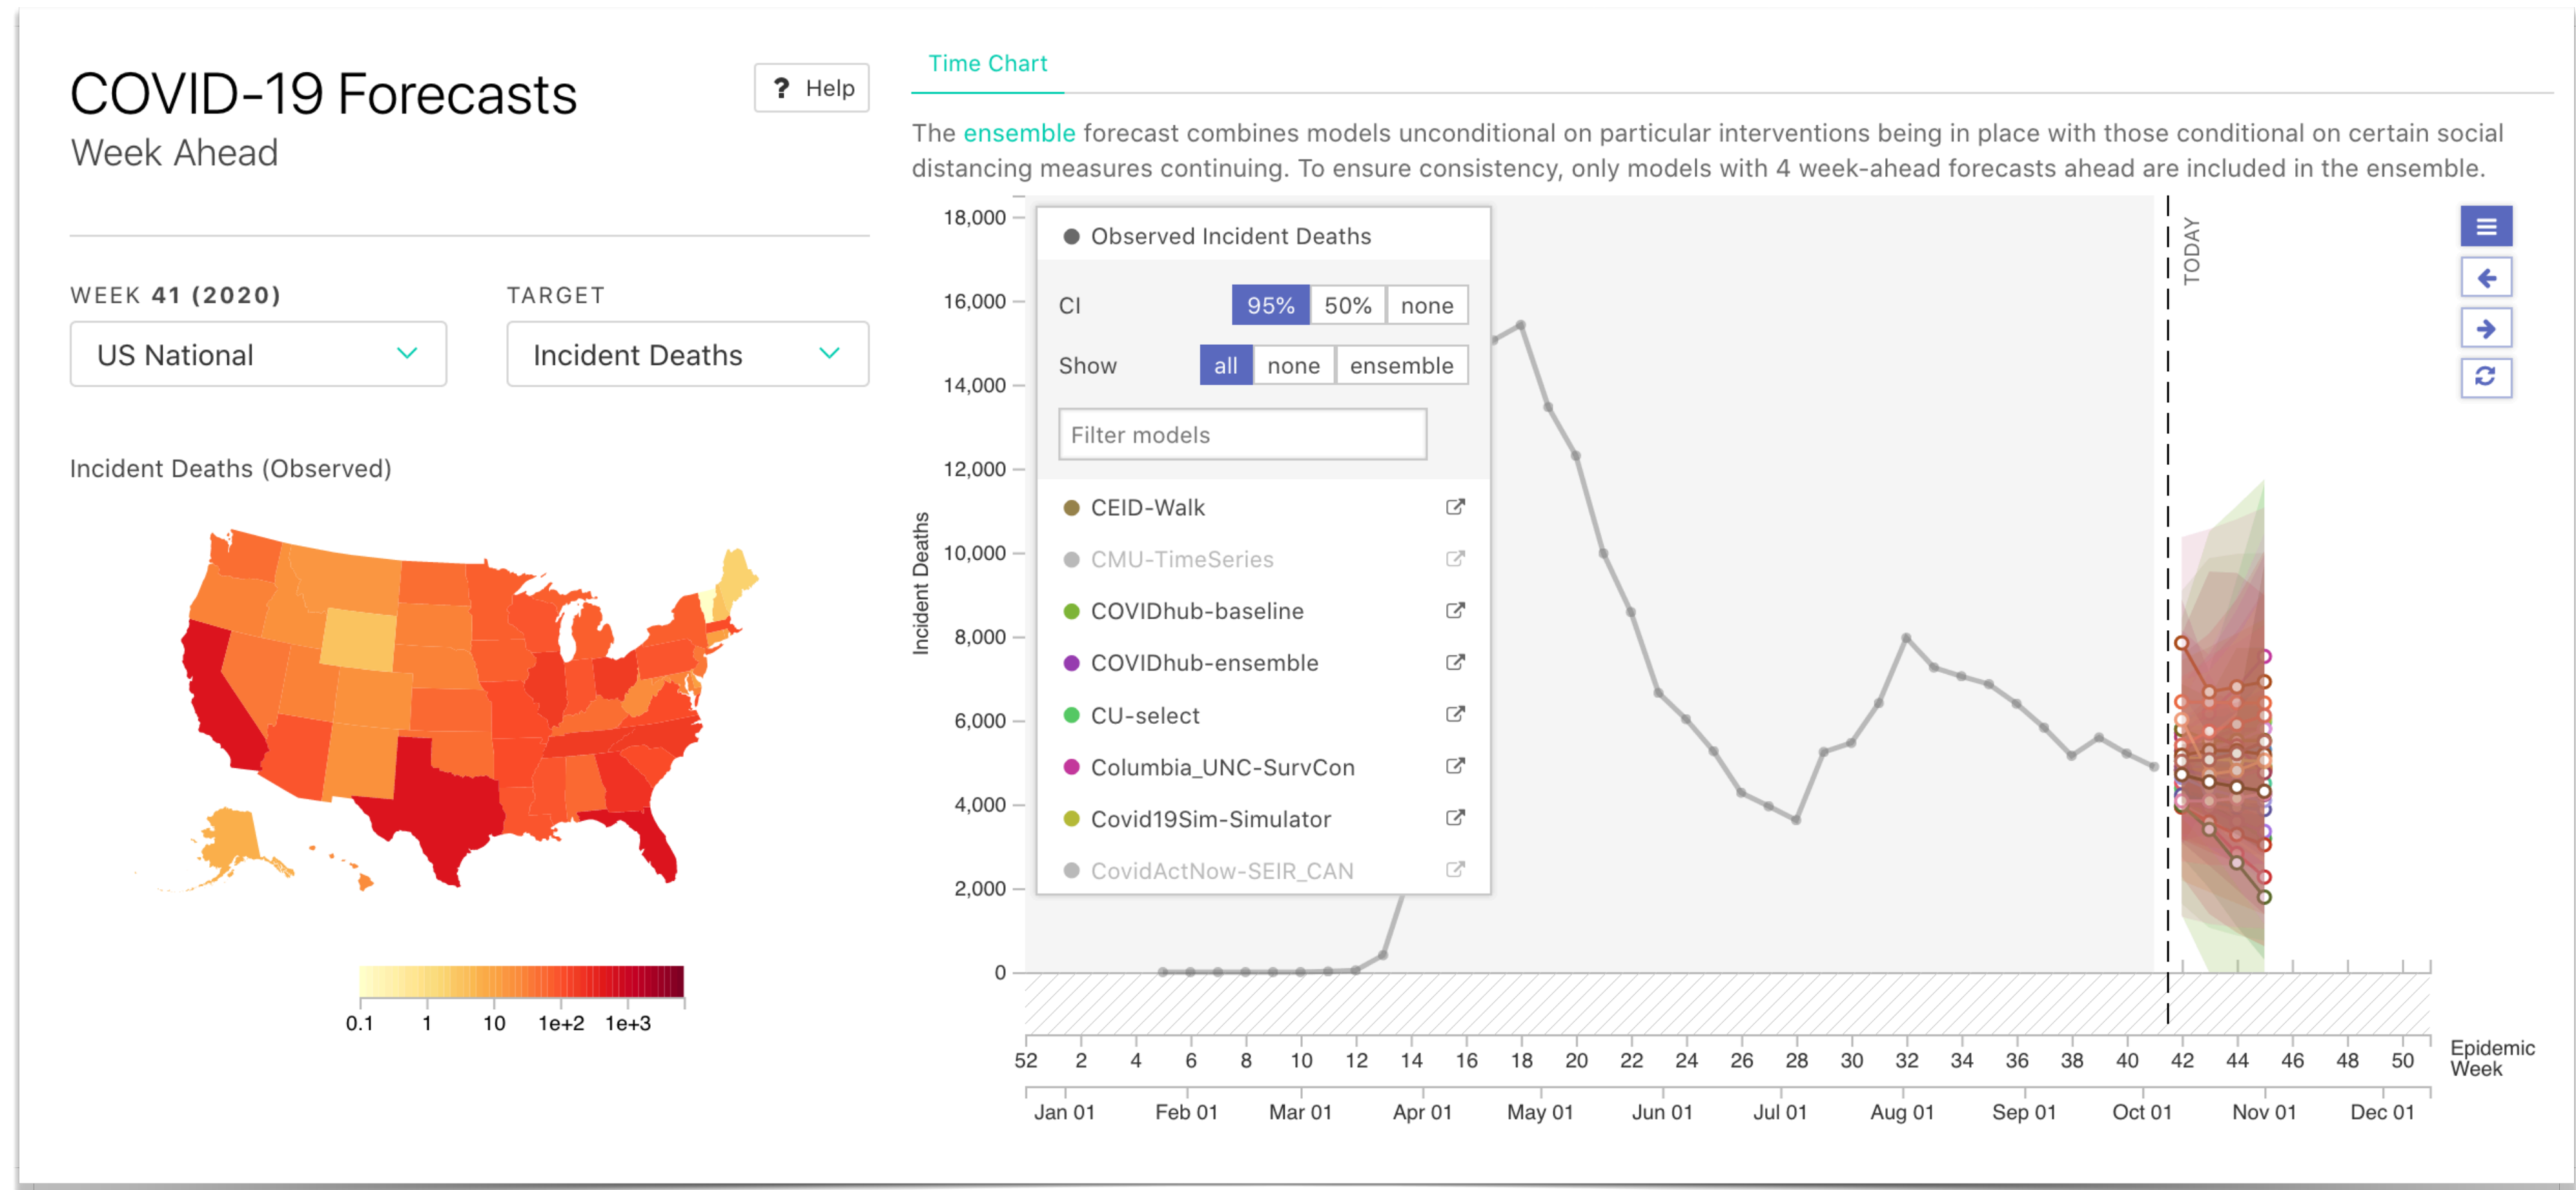 COVID-19 Forecasts
Week Ahead
? Help
WEEK 41 (2020)
US National
TARGET
Incident Deaths
Incident Deaths (Observed)
0.1 1 10 1e+2 1e+3
Time Chart
The ensemble forecast combines models unconditional on particular interventions being in place with those conditional on certain social
distancing measures continuing. To ensure consistency, only models with 4 week-ahead forecasts ahead are included in the ensemble.
Incident Deaths
18,000
16,000
14,000
12,000
10,000
8,000
6,000
4,000
2,000
0
Observed Incident Deaths
CI 95% 50% none
Show all none ensemble
Filter models
CEID-Walk
CMU-TimeSeries
COVIDhub-baseline
COVIDhub-ensemble
CU-select
Columbia_UNC-SurvCon
Covid19Sim-Simulator
CovidActNow-SEIR_CAN
TODAY
52 2 4 6 8 10 12 14 16 18 20 22 24 26 28 30 32 34 36 38 40 42 44 46 48 50
Epidemic
Week
Jan 01 Feb 01 Mar 01 Apr 01 May 01 Jun 01 Jul 01 Aug 01 Sep 01 Oct 01 Nov 01 Dec 01